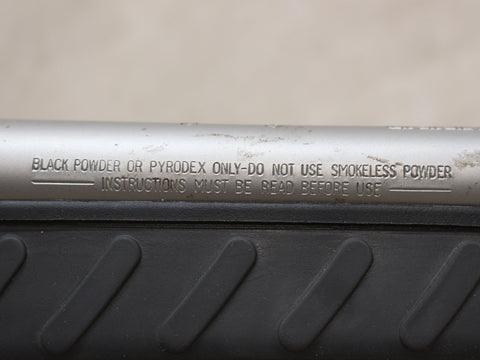 BLACK POWDER OR PYRODEX ONLY-DO NOT USE SMOKELESS POWDER
INSTRUCTIONS MUST BE READ BEFORE USE